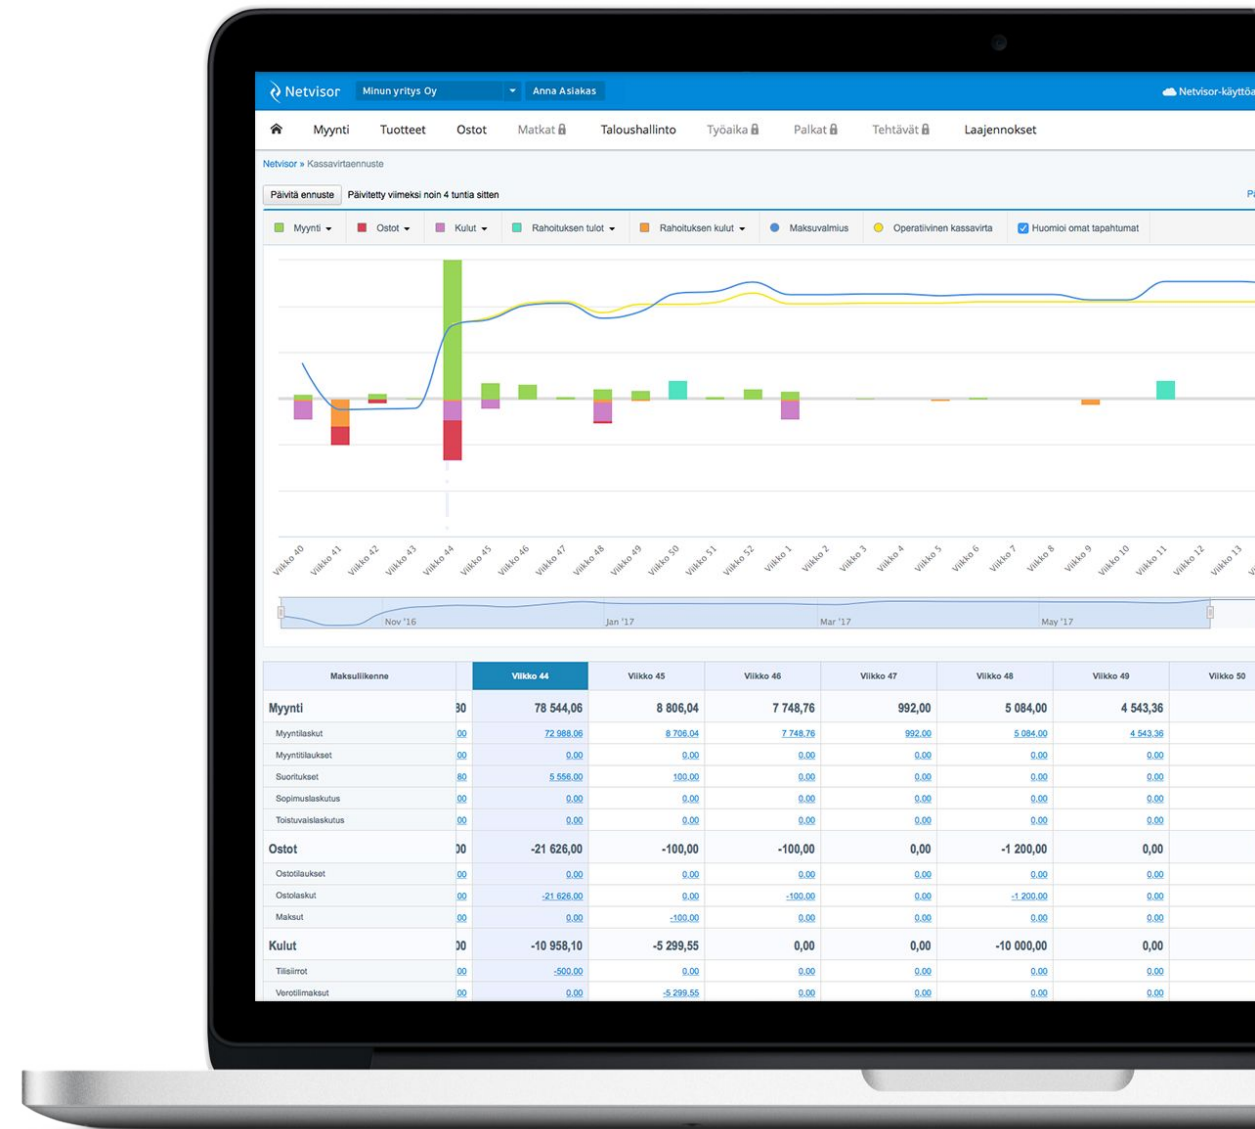 Netvisor Minun yritys Oy Anna Asiakas Netvisor-käyttöa
Myynti Tuotteet Ostot Matkat Taloushallinto Työaika Palkat Tehtävät Laajennokset
Netvisor » Kassavirtaennuste
Päivitä ennuste Päivitetty viimeksi noin 4 tuntia sitten
Myynti Ostot Kulut Rahoituksen tulot Rahoituksen kulut Maksuvalmius Operatiivinen kassavirta Huomioi omat tapahtumat
Viikko 40 Viikko 41 Viikko 42 Viikko 43 Viikko 44 Viikko 45 Viikko 46 Viikko 47 Viikko 48 Viikko 49 Viikko 50 Viikko 51 Viikko 52 Viikko 1 Viikko 2 Viikko 3 Viikko 4 Viikko 5 Viikko 6 Viikko 7 Viikko 8 Viikko 9 Viikko 10 Viikko 11 Viikko 12 Viikko 13
Nov '16 Jan '17 Mar '17 May '17
Maksuliikenne Viikko 44 Viikko 45 Viikko 46 Viikko 47 Viikko 48 Viikko 49 Viikko 50
Myynti 80 78 544,06 8 806,04 7 748,76 992,00 5 084,00 4 543,36
Myyntilaskut 00 72 988,06 8 706,04 7 748,76 992,00 5 084,00 4 543,36
Myyntitilaukset 00 0,00 0,00 0,00 0,00 0,00 0,00
Suoritukset 80 5 556,00 100,00 0,00 0,00 0,00 0,00
Sopimuslaskutus 00 0,00 0,00 0,00 0,00 0,00 0,00
Toistuvaislaskutus 00 0,00 0,00 0,00 0,00 0,00 0,00
Ostot 00 -21 626,00 -100,00 -100,00 0,00 -1 200,00 0,00
Ostotilaukset 00 0,00 0,00 0,00 0,00 0,00 0,00
Ostolaskut 00 -21 626,00 0,00 -100,00 0,00 -1 200,00 0,00
Maksut 00 0,00 -100,00 0,00 0,00 0,00 0,00
Kulut 00 -10 958,10 -5 299,55 0,00 0,00 -10 000,00 0,00
Tilisiirrot 00 -500,00 0,00 0,00 0,00 0,00 0,00
Verotilimaksut 00 0,00 -5 299,55 0,00 0,00 0,00 0,00